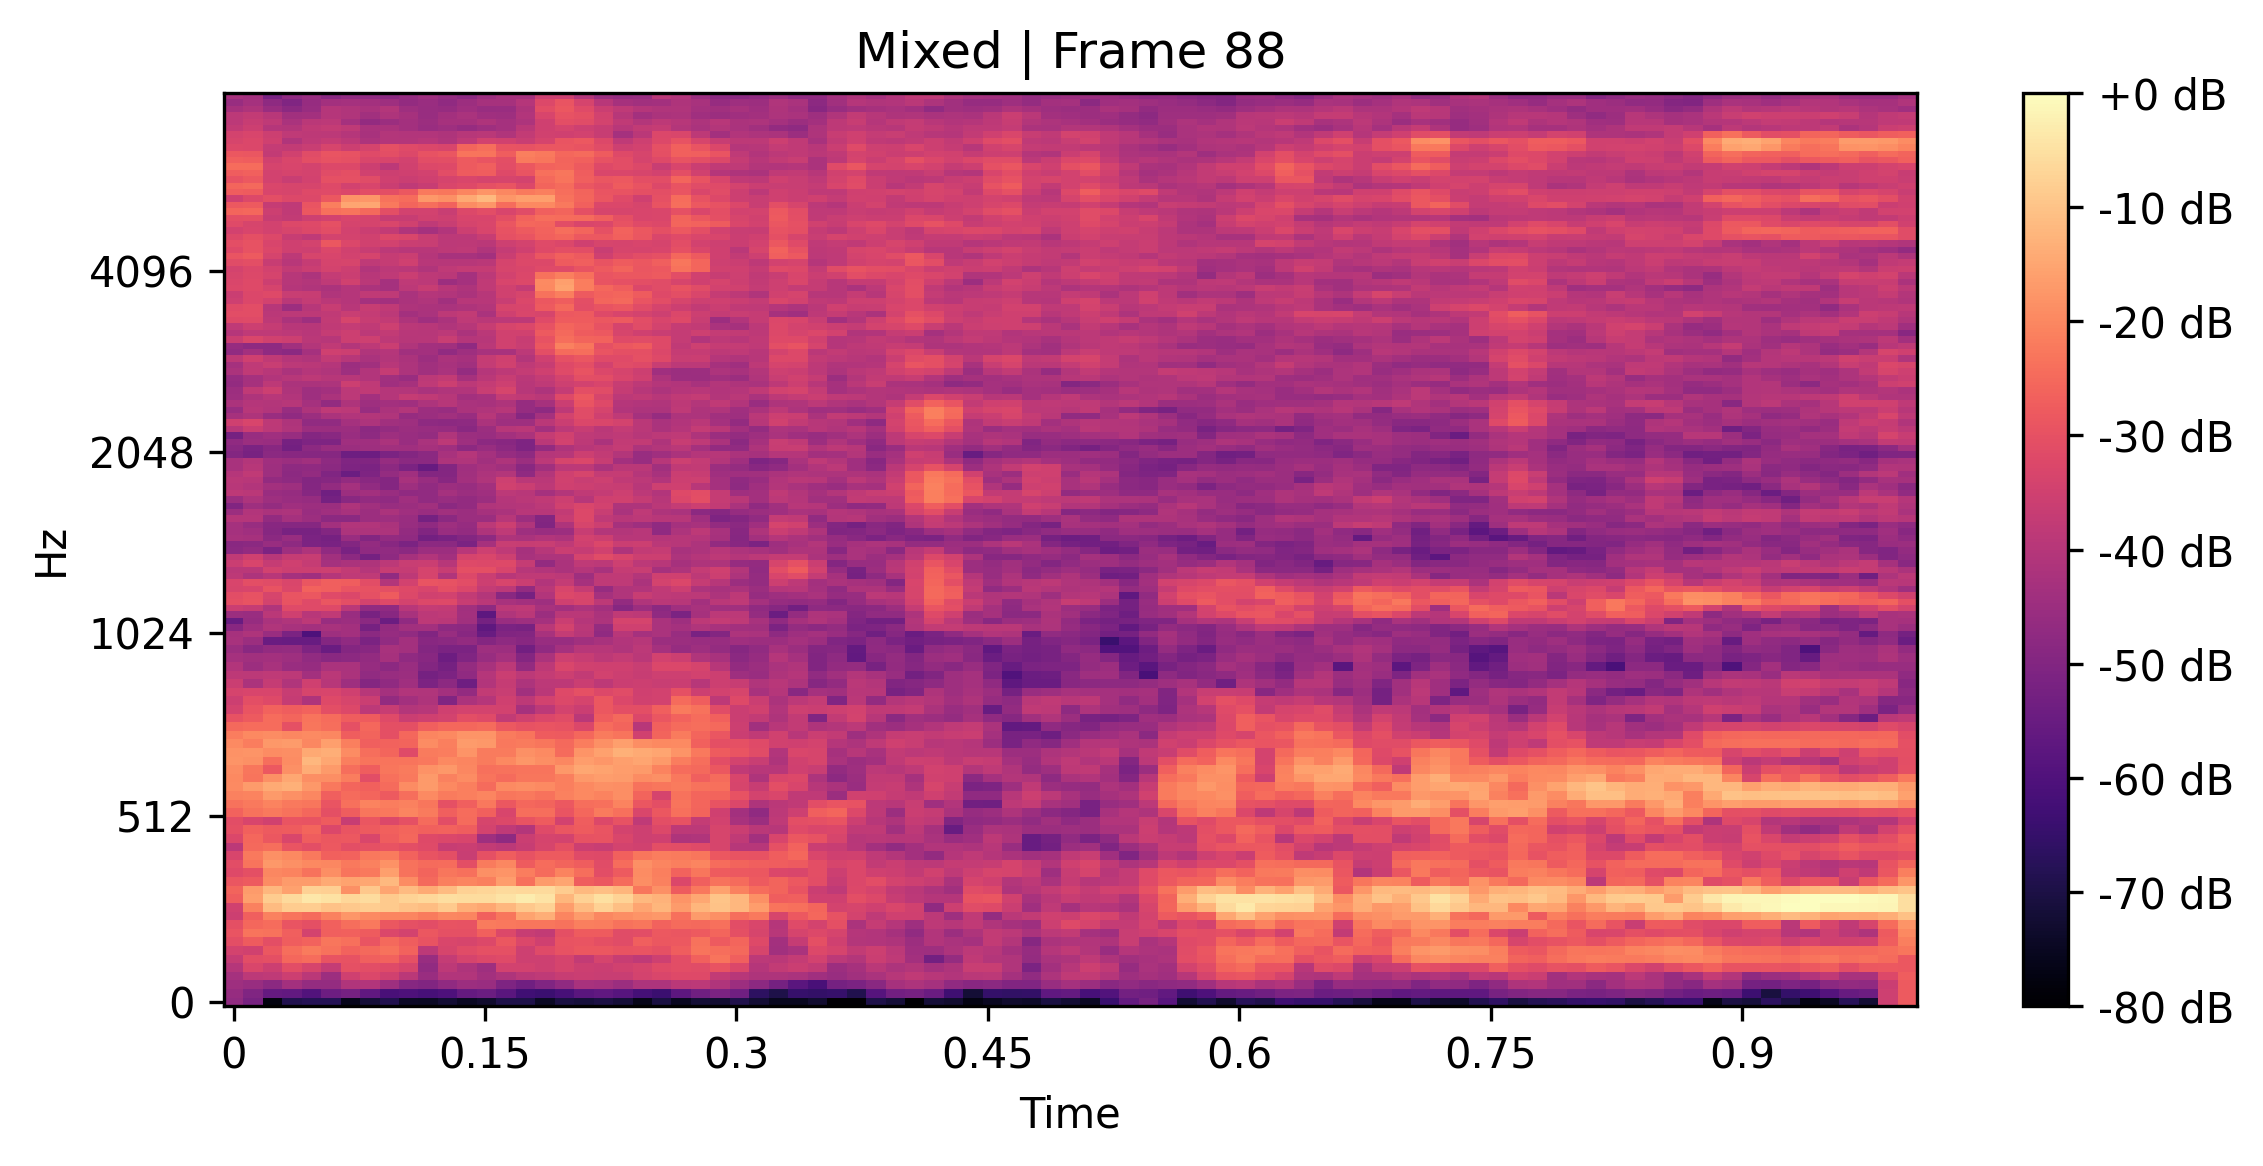 Mixed | Frame 88
+0 dB
-10 dB
-20 dB
-30 dB
-40 dB
-50 dB
-60 dB
-70 dB
-80 dB
Hz
4096
2048
1024
512
0
0 0.15 0.3 0.45 0.6 0.75 0.9
Time